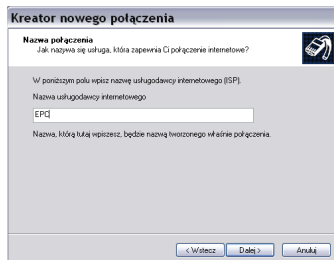 Kreator nowego połączenia
Nazwa połączenia
Jak nazywa się usługa, która zapewnia Ci połączenie internetowe?
W poniższym polu wpisz nazwę usługodawcy internetowego (ISP).
Nazwa usługodawcy internetowego
EPC
Nazwa, którą tutaj wpiszesz, będzie nazwą tworzonego właśnie połączenia.
< Wstecz
Dalej >
Anuluj